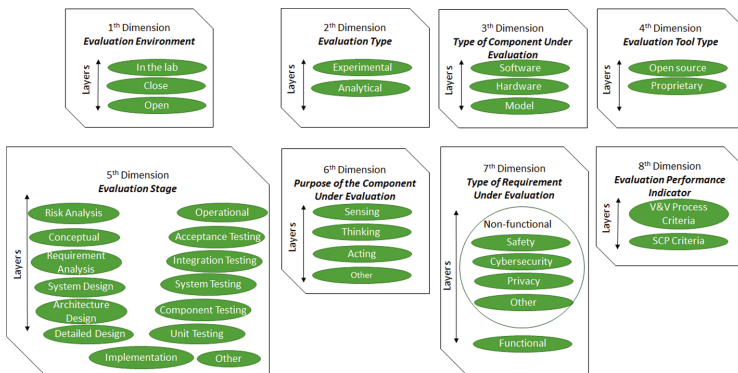 1th Dimension
Evaluation Environment
Layers
In the lab
Close
Open
2th Dimension
Evaluation Type
Layers
Experimental
Analytical
3th Dimension
Type of Component Under
Evaluation
Layers
Software
Hardware
Model
4th Dimension
Evaluation Tool Type
Layers
Open source
Proprietary
5th Dimension
Evaluation Stage
Layers
Risk Analysis
Conceptual
Requirement
Analysis
System Design
Architecture
Design
Detailed Design
Implementation
Operational
Acceptance Testing
Integration Testing
System Testing
Component Testing
Unit Testing
Other
6th Dimension
Purpose of the Component
Under Evaluation
Layers
Sensing
Thinking
Acting
Other
7th Dimension
Type of Requirement
Under Evaluation
Layers
Non-functional
Safety
Cybersecurity
Privacy
Other
Functional
8th Dimension
Evaluation Performance
Indicator
Layers
V&V Process
Criteria
SCP Criteria